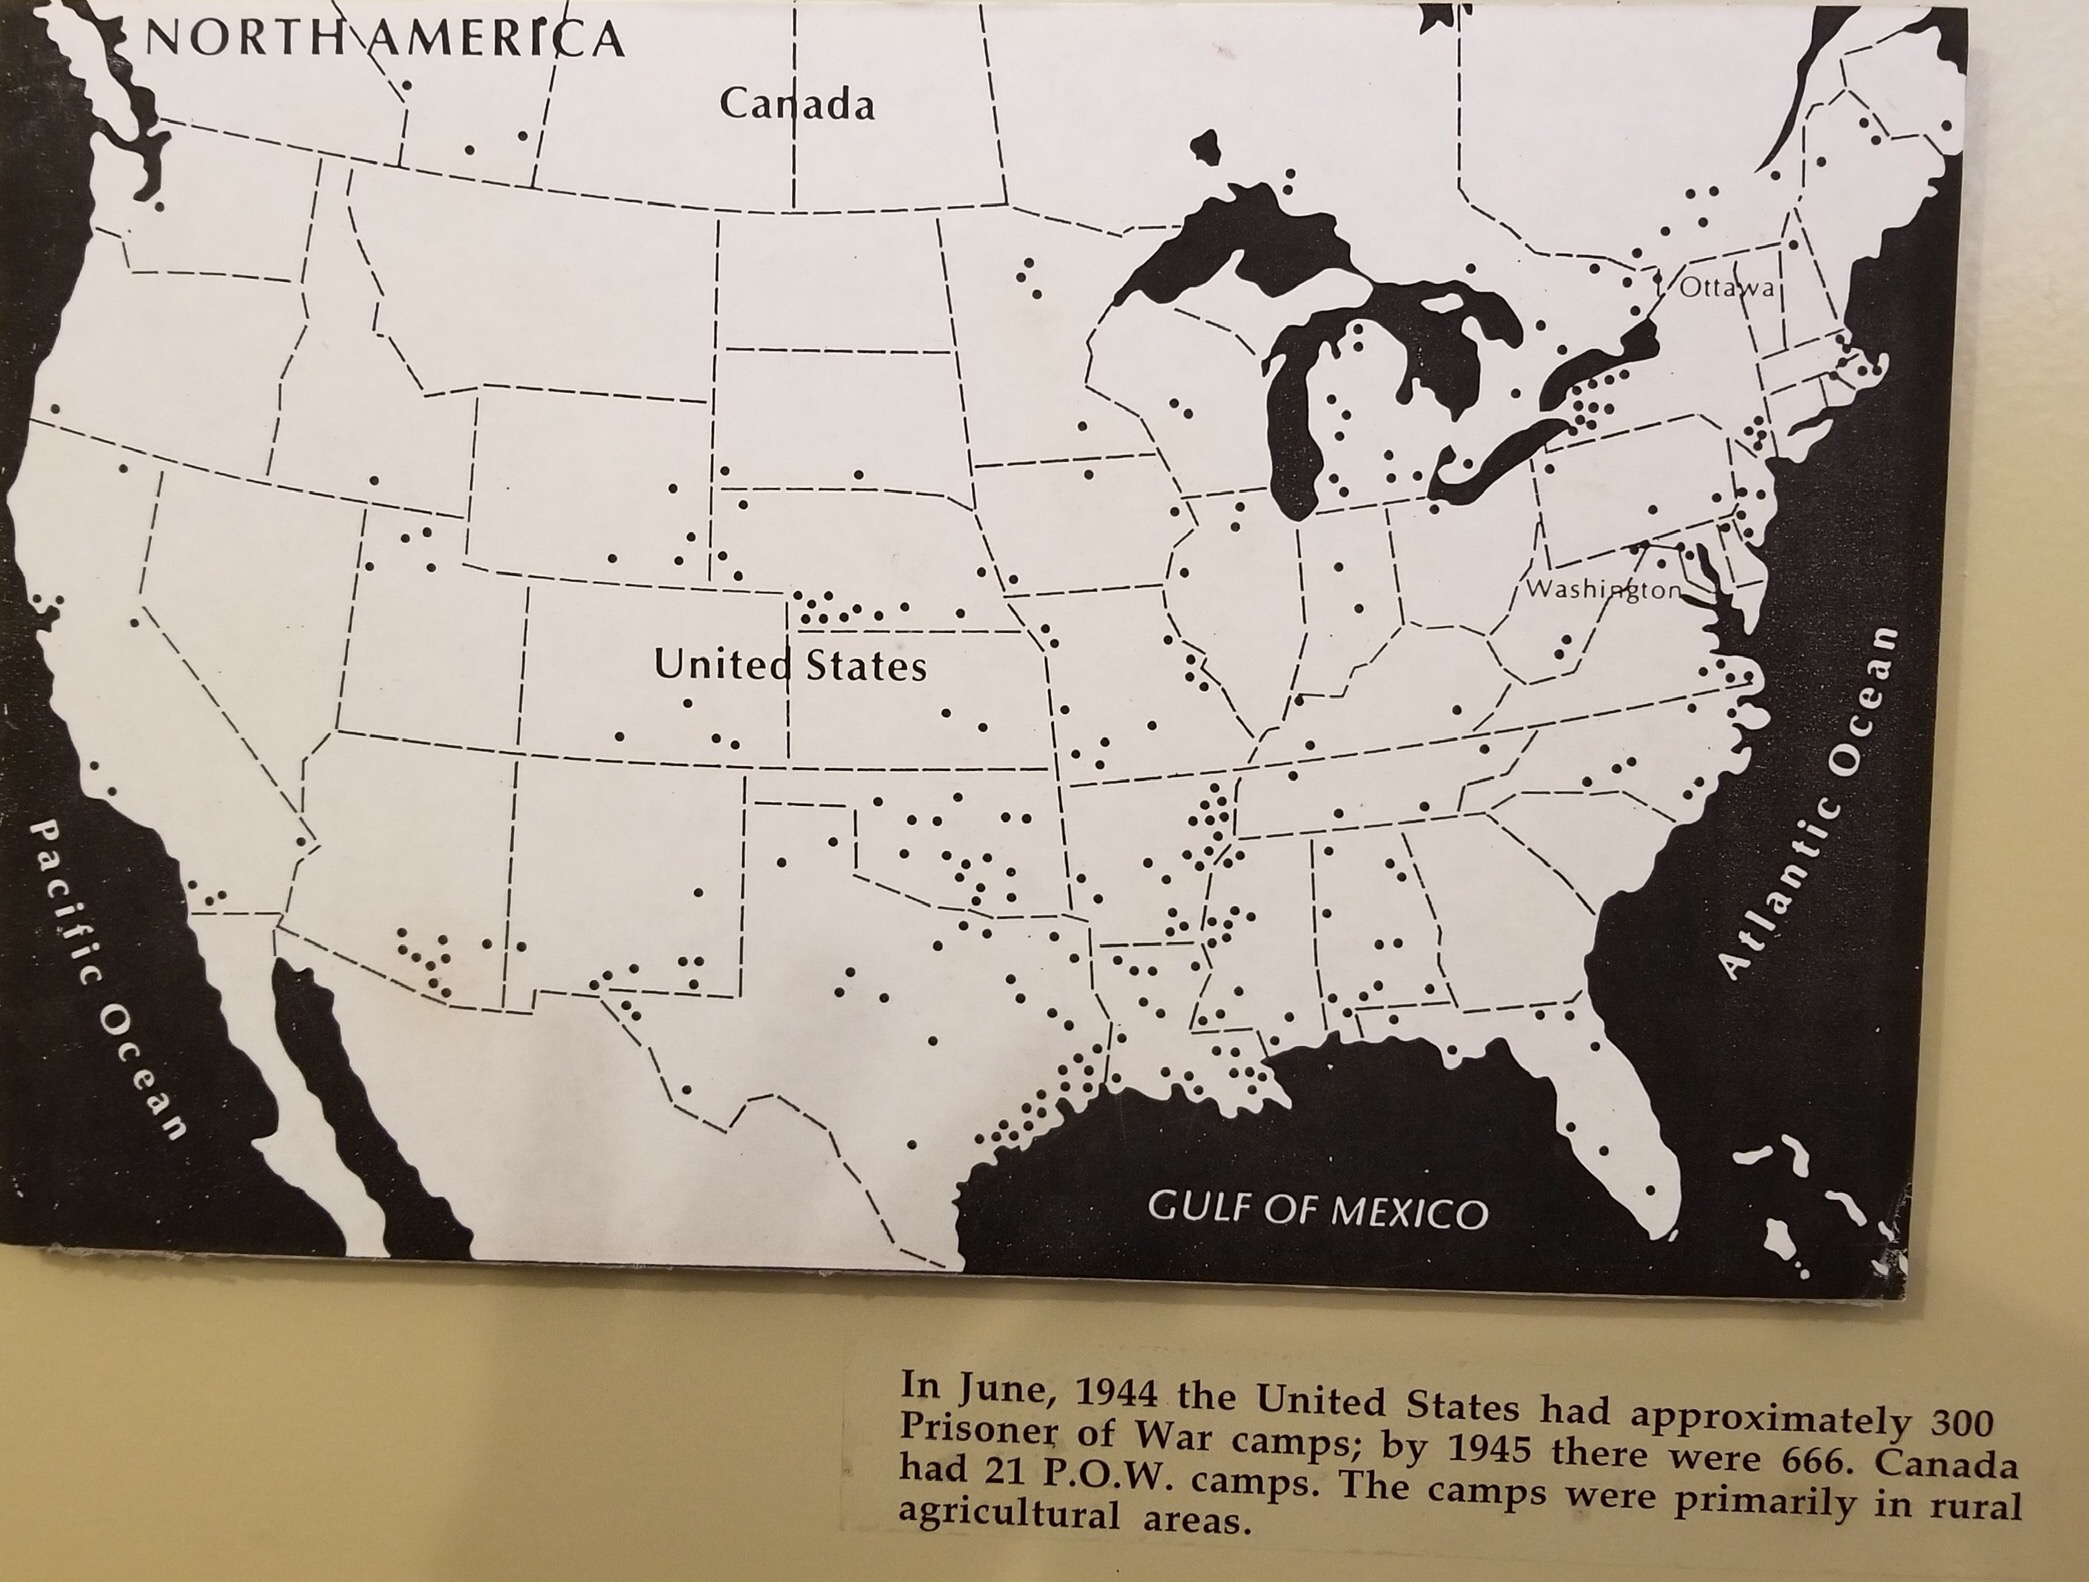 NORTH AMERICA
Canada
Ottawa
Washington
United States
Pacific Ocean
Atlantic Ocean
GULF OF MEXICO
In June, 1944 the United States had approximately 300
Prisoner of War camps; by 1945 there were 666. Canada
had 21 P.O.W. camps. The camps were primarily in rural
agricultural areas.